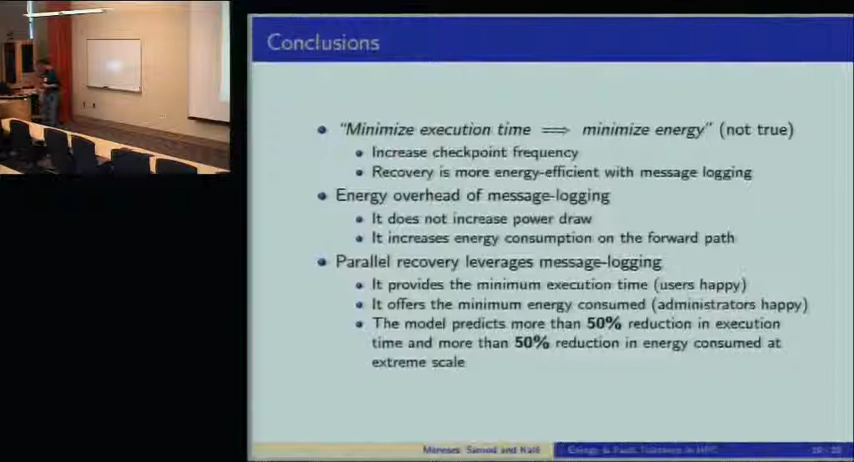 Conclusions
"Minimize execution time ⟹ minimize energy" (not true)
Increase checkpoint frequency
Recovery is more energy-efficient with message logging
Energy overhead of message-logging
It does not increase power draw
It increases energy consumption on the forward path
Parallel recovery leverages message-logging
It provides the minimum execution time (users happy)
It offers the minimum energy consumed (administrators happy)
The model predicts more than 50% reduction in execution
time and more than 50% reduction in energy consumed at
extreme scale
and Kalé
in HPC